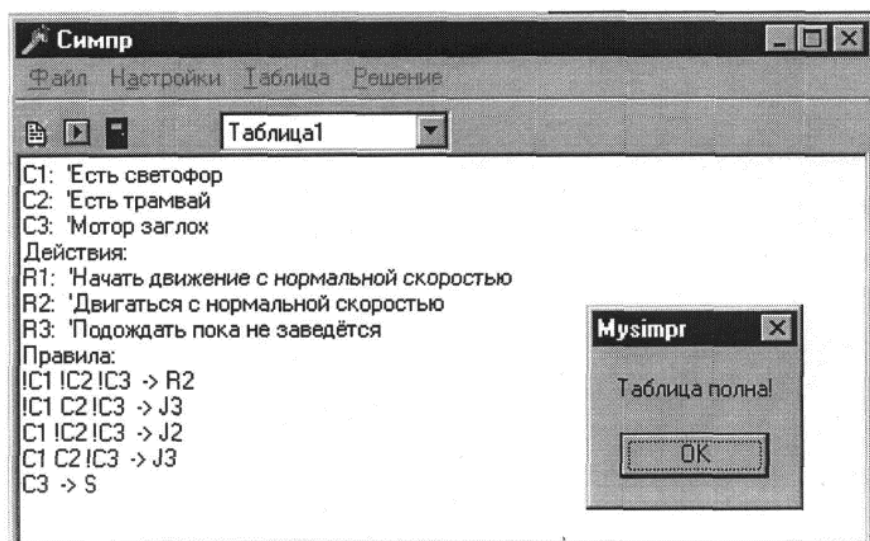 Симпр
Файл Настройки Таблица Решение
Таблица1
C1: 'Есть светофор
C2: 'Есть трамвай
C3: 'Мотор заглох
Действия:
R1: 'Начать движение с нормальной скоростью
R2: 'Двигаться с нормальной скоростью
R3: 'Подождать пока не заведётся
Правила:
!C1 !C2 !C3 -> R2
!C1 C2 !C3 -> J3
C1 !C2 !C3 -> J2
C1 C2 !C3 -> J3
C3 -> S
Mysimpr
Таблица полна!
OK